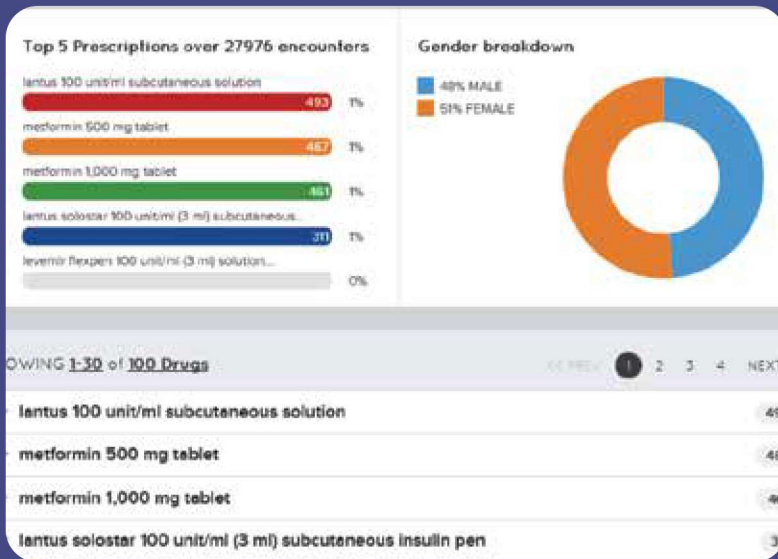 Top 5 Prescriptions over 27976 encounters
lantus 100 unit/ml subcutaneous solution
493 1%
metformin 500 mg tablet
467 1%
metformin 1,000 mg tablet
461 1%
lantus solostar 100 unit/ml (3 ml) subcutaneous...
311 1%
levemir flexpen 100 unit/ml (3 ml) solution...
0%
Gender breakdown
48% MALE
51% FEMALE
OWING 1-30 of 100 Drugs
<< PREV 1 2 3 4 NEXT
lantus 100 unit/ml subcutaneous solution
49
metformin 500 mg tablet
metformin 1,000 mg tablet
lantus solostar 100 unit/ml (3 ml) subcutaneous insulin pen